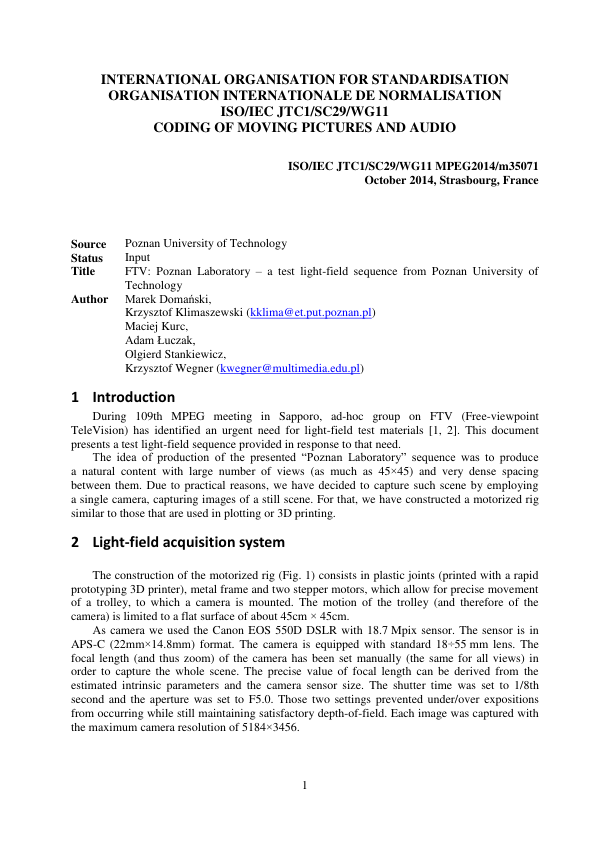 INTERNATIONAL ORGANISATION FOR STANDARDISATION
ORGANISATION INTERNATIONALE DE NORMALISATION
ISO/IEC JTC1/SC29/WG11
CODING OF MOVING PICTURES AND AUDIO
ISO/IEC JTC1/SC29/WG11 MPEG2014/m35071
October 2014, Strasbourg, France
Source Poznan University of Technology
Status Input
Title FTV: Poznan Laboratory – a test light-field sequence from Poznan University of
Technology
Author Marek Domański,
Krzysztof Klimaszewski (kklima@et.put.poznan.pl)
Maciej Kurc,
Adam Łuczak,
Olgierd Stankiewicz,
Krzysztof Wegner (kwegner@multimedia.edu.pl)
1 Introduction
During 109th MPEG meeting in Sapporo, ad-hoc group on FTV (Free-viewpoint
TeleVision) has identified an urgent need for light-field test materials [1, 2]. This document
presents a test light-field sequence provided in response to that need.
The idea of production of the presented “Poznan Laboratory” sequence was to produce
a natural content with large number of views (as much as 45×45) and very dense spacing
between them. Due to practical reasons, we have decided to capture such scene by employing
a single camera, capturing images of a still scene. For that, we have constructed a motorized rig
similar to those that are used in plotting or 3D printing.
2 Light-field acquisition system
The construction of the motorized rig (Fig. 1) consists in plastic joints (printed with a rapid
prototyping 3D printer), metal frame and two stepper motors, which allow for precise movement
of a trolley, to which a camera is mounted. The motion of the trolley (and therefore of the
camera) is limited to a flat surface of about 45cm × 45cm.
As camera we used the Canon EOS 550D DSLR with 18.7 Mpix sensor. The sensor is in
APS-C (22mm×14.8mm) format. The camera is equipped with standard 18÷55 mm lens. The
focal length (and thus zoom) of the camera has been set manually (the same for all views) in
order to capture the whole scene. The precise value of focal length can be derived from the
estimated intrinsic parameters and the camera sensor size. The shutter time was set to 1/8th
second and the aperture was set to F5.0. Those two settings prevented under/over expositions
from occurring while still maintaining satisfactory depth-of-field. Each image was captured with
the maximum camera resolution of 5184×3456.
1